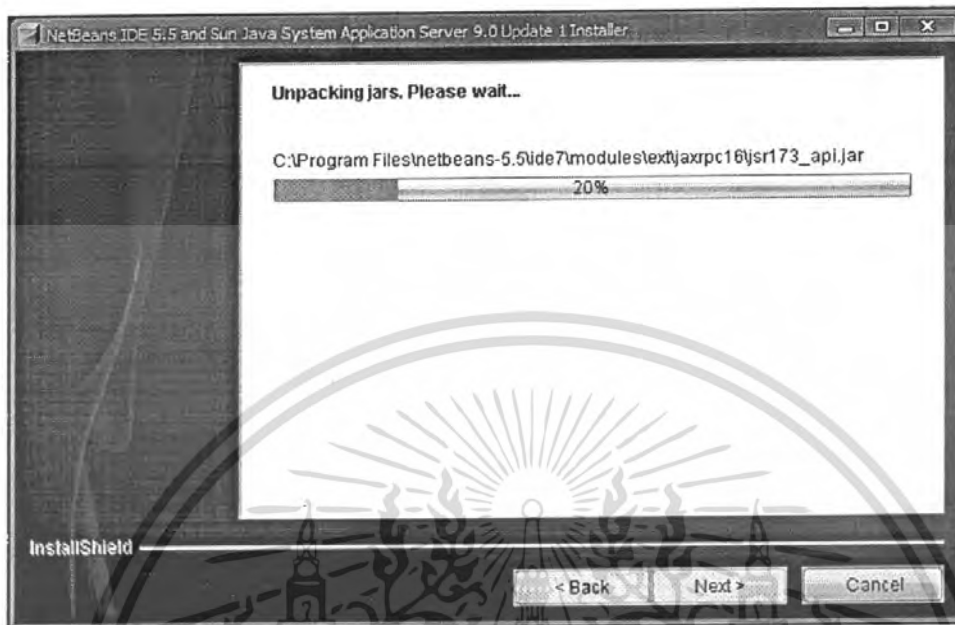 NetBeans IDE 5.5 and Sun Java System Application Server 9.0 Update 1 Installer
Unpacking jars. Please wait...
C:\Program Files\netbeans-5.5\ide7\modules\ext\jaxrpc16\jsr173_api.jar
20%
InstallShield
< Back Next > Cancel